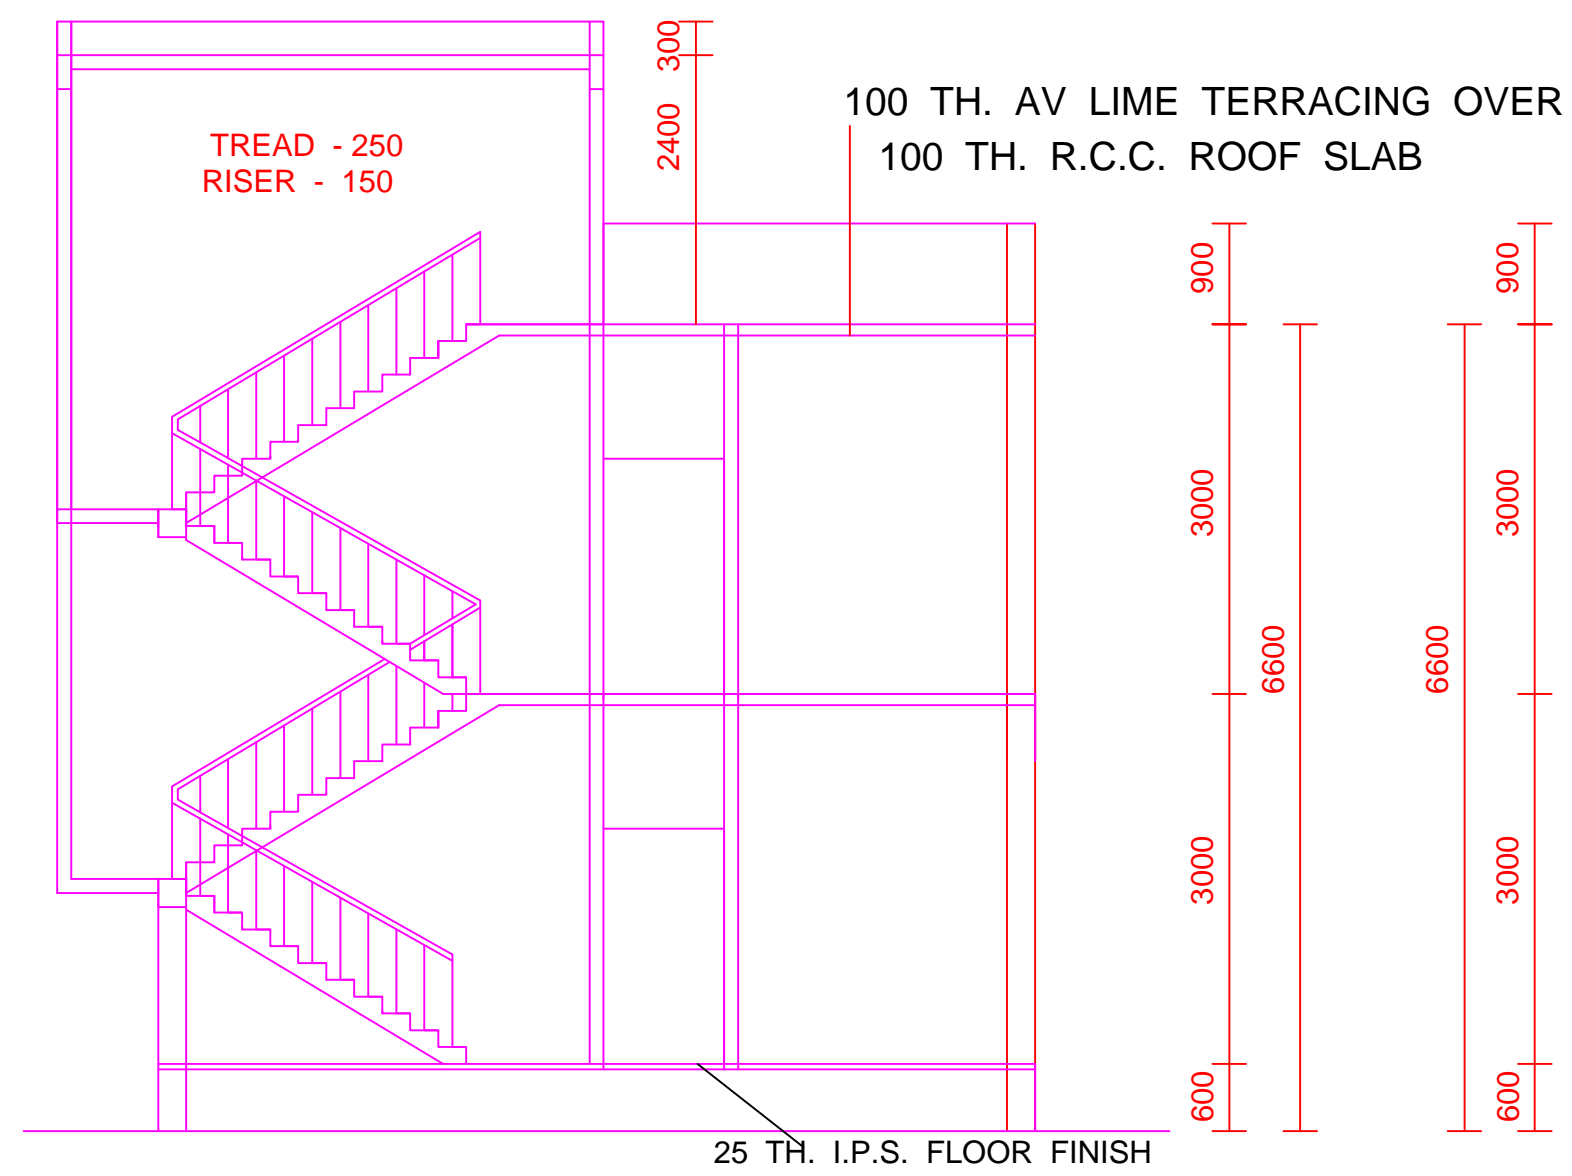 300
2400
100 TH. AV LIME TERRACING OVER
100 TH. R.C.C. ROOF SLAB
TREAD - 250
RISER - 150
900
900
3000
3000
6600
6600
3000
3000
600
600
25 TH. I.P.S. FLOOR FINISH